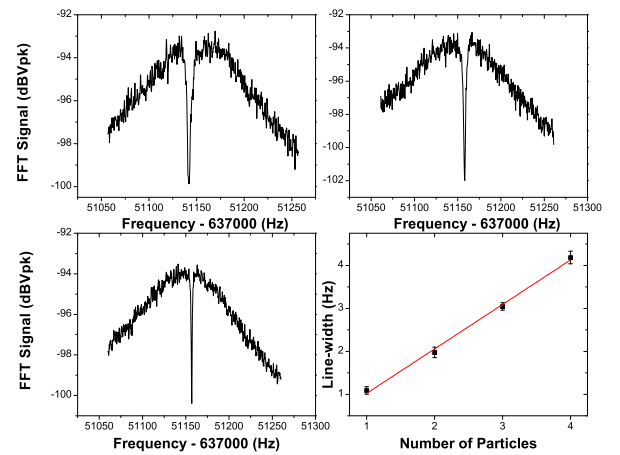 -92
-94
-96
-98
-100
FFT Signal (dBVpk)
51050 51100 51150 51200 51250
Frequency - 637000 (Hz)
-92
-94
-96
-98
-100
-102
51050 51100 51150 51200 51250 51300
Frequency - 637000 (Hz)
-92
-94
-96
-98
-100
FFT Signal (dBVpk)
51050 51100 51150 51200 51250 51300
Frequency - 637000 (Hz)
4
3
2
1
Line-width (Hz)
1 2 3 4
Number of Particles